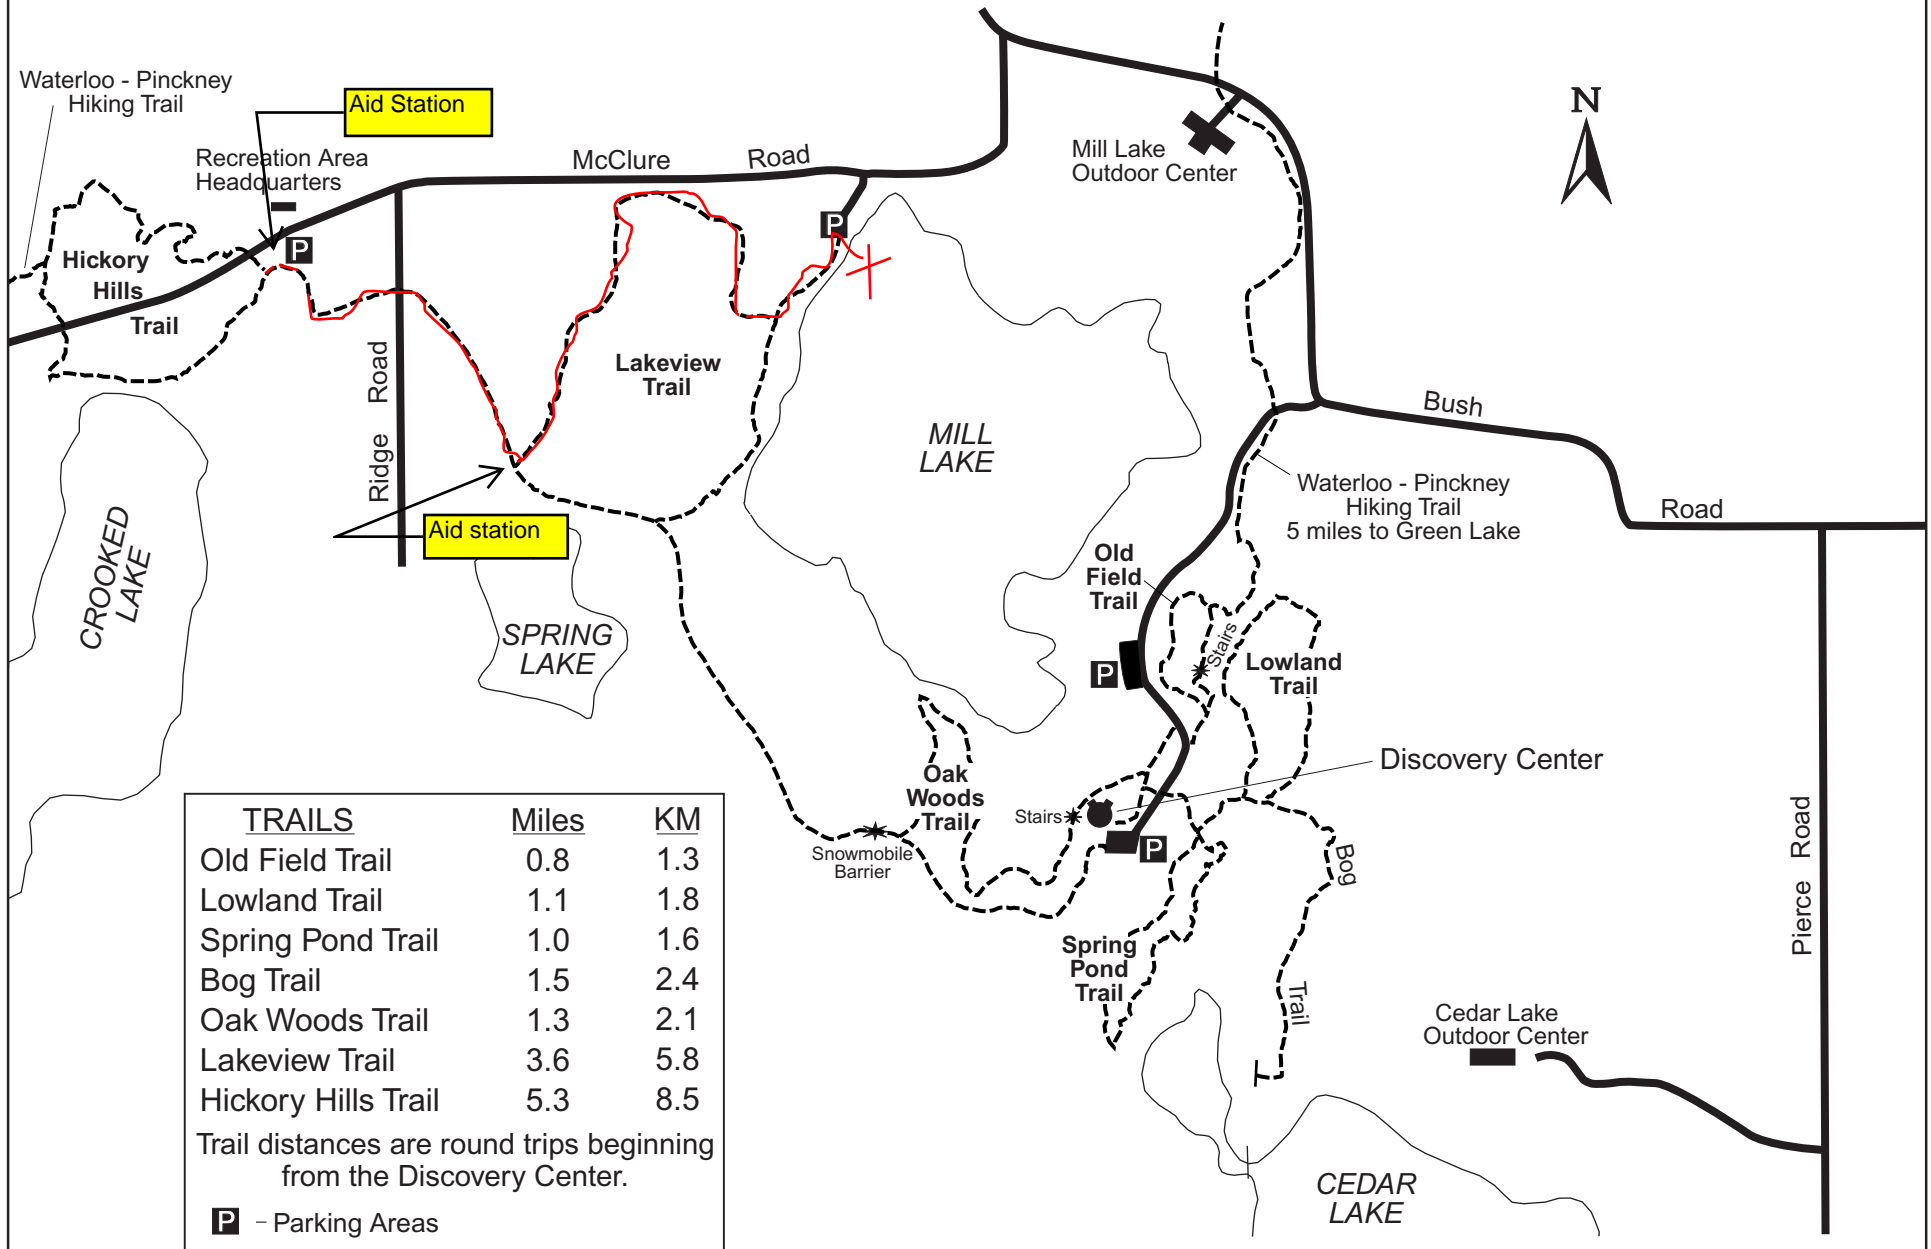 Waterloo - Pinckney
Hiking Trail
Aid Station
Recreation Area
Headquarters
McClure Road
P
P
Mill Lake
Outdoor Center
N
Hickory
Hills
Trail
Ridge Road
Lakeview
Trail
MILL
LAKE
Bush
Road
Waterloo - Pinckney
Hiking Trail
5 miles to Green Lake
CROOKED
LAKE
Aid station
SPRING
LAKE
Old
Field
Trail
Stairs
P
Lowland
Trail
Discovery Center
Oak
Woods
Trail
Stairs
P
Snowmobile
Barrier
Bog
Trail
Spring
Pond
Trail
Pierce Road
Cedar Lake
Outdoor Center
CEDAR
LAKE
TRAILS Miles KM
Old Field Trail 0.8 1.3
Lowland Trail 1.1 1.8
Spring Pond Trail 1.0 1.6
Bog Trail 1.5 2.4
Oak Woods Trail 1.3 2.1
Lakeview Trail 3.6 5.8
Hickory Hills Trail 5.3 8.5
Trail distances are round trips beginning
from the Discovery Center.
P - Parking Areas